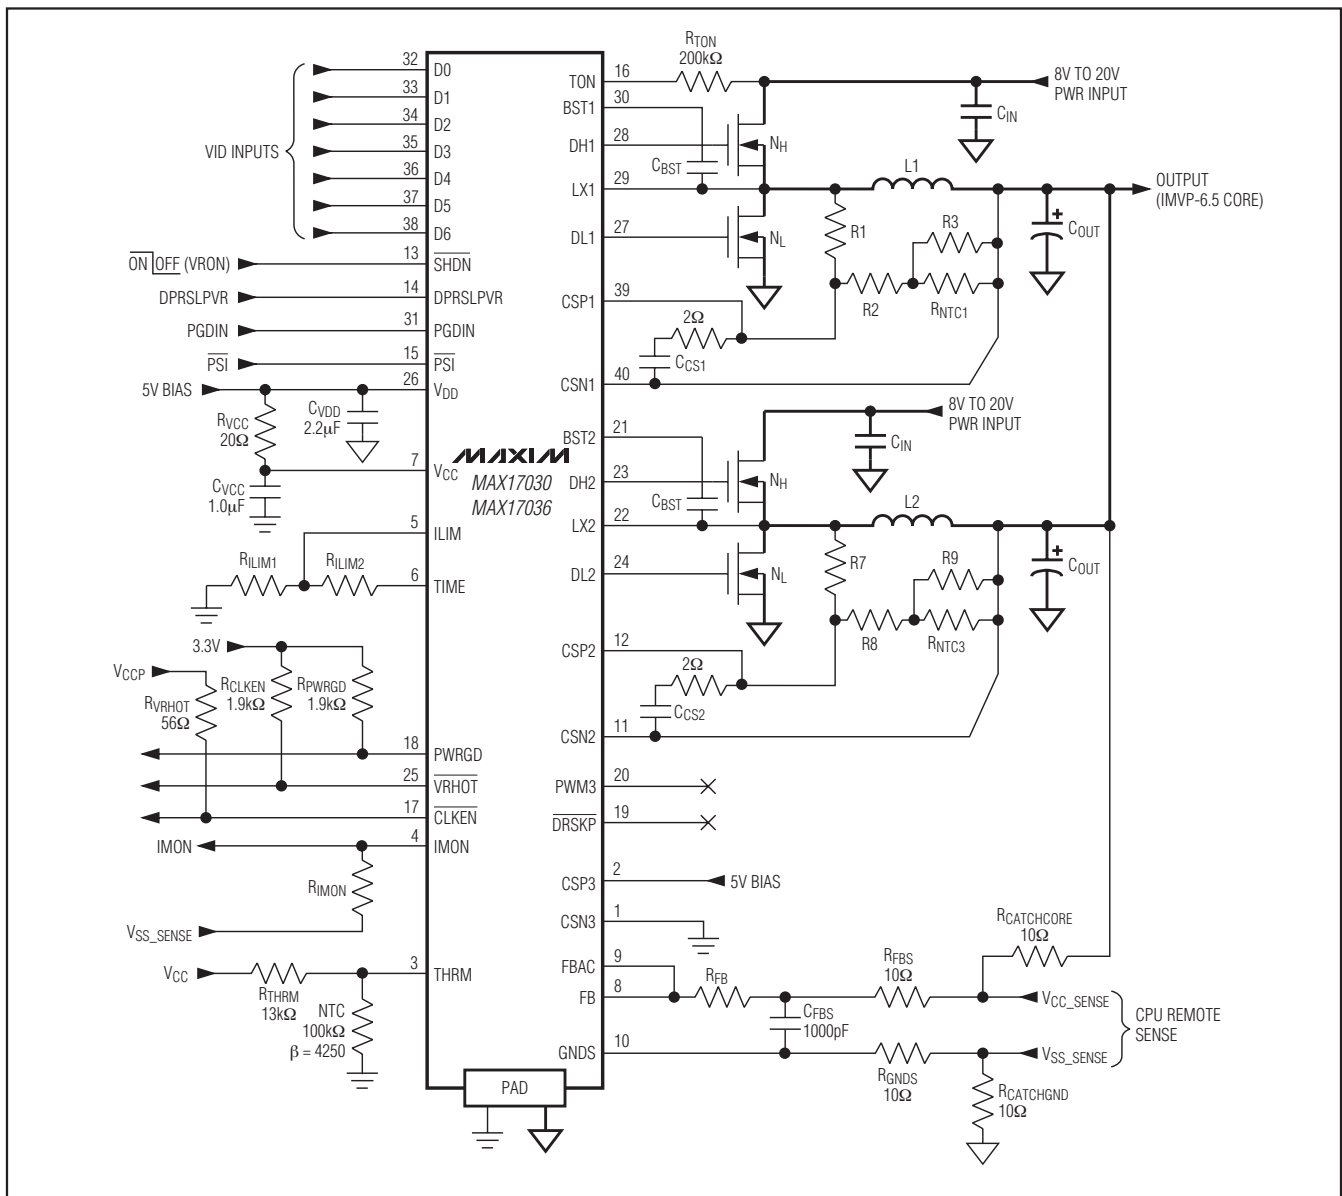 VID INPUTS
32 D0
33 D1
34 D2
35 D3
36 D4
37 D5
38 D6
ON OFF (VRON) 13 SHDN
DPRSLPVR 14 DPRSLPVR
PGDIN 31 PGDIN
PSI 15 PSI
5V BIAS 26 VDD
RVCC
20Ω
CVDD
2.2μF
7 VCC
CVCC
1.0μF
5 ILIM
RILIM1 RILIM2
6 TIME
3.3V
VCCP
RVRHOT
56Ω
RCLKEN
1.9kΩ
RPWRGD
1.9kΩ
18 PWRGD
25 VRHOT
17 CLKEN
IMON 4 IMON
RIMON
VSS_SENSE
VCC 3 THRM
RTHRM
13kΩ
NTC
100kΩ
β = 4250
MAXIM
MAX17030
MAX17036
PAD
RTON
200kΩ
TON 16
8V TO 20V
PWR INPUT
CIN
BST1 30
DH1 28
NH
CBST
LX1 29
L1
OUTPUT
(IMVP-6.5 CORE)
DL1 27
NL
R1
R3
COUT
R2
RNTC1
CSP1 39
2Ω
CCS1
CSN1 40
8V TO 20V
PWR INPUT
CIN
BST2 21
DH2 23
NH
CBST
LX2 22
L2
DL2 24
NL
R7
R9
COUT
R8
RNTC3
CSP2 12
2Ω
CCS2
CSN2 11
PWM3 20
DRSKP 19
CSP3 2 5V BIAS
CSN3 1
RCATCHCORE
10Ω
FBAC 9
FB 8
RFB
RFBS
10Ω
VCC_SENSE
CFBS
1000pF
CPU REMOTE
SENSE
GNDS 10
VSS_SENSE
RGNDS
10Ω
RCATCHGND
10Ω